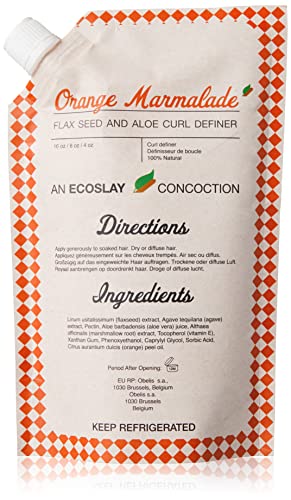 Orange Marmalade
FLAX SEED AND ALOE CURL DEFINER
16 oz / 8 oz / 4 oz
Curl definer
Définisseur de boucle
100% Natural
AN ECOSLAY CONCOCTION
Directions
Apply generously to soaked hair. Dry or diffuse hair.
Appliquez généreusement sur les cheveux trempés. Air sec ou diffus.
Großzügig auf das eingeweichte Haar auftragen. Trockene oder diffuse Luft
aanbrengen op doordrenkt haar. Droge of diffuse lucht.
Ingredients
Linum usitatissimum (flaxseed) extract, Agave tequilana (agave)
extract, Pectin, Aloe barbadensis (aloe vera) juice, Althaea
officinalis (marshmallow root) extract, Tocopherol (vitamin E),
Xanthan Gum, Phenoxyethanol, Caprylyl Glycol, Sorbic Acid,
Citrus aurantium dulcis (orange) peel oil.
Period After Opening:
12M
EU RP: Obelis s.a.,
1030 Brussels, Belgium
Obelis s.a.
1030 Brussels,
Belgium
KEEP REFRIGERATED